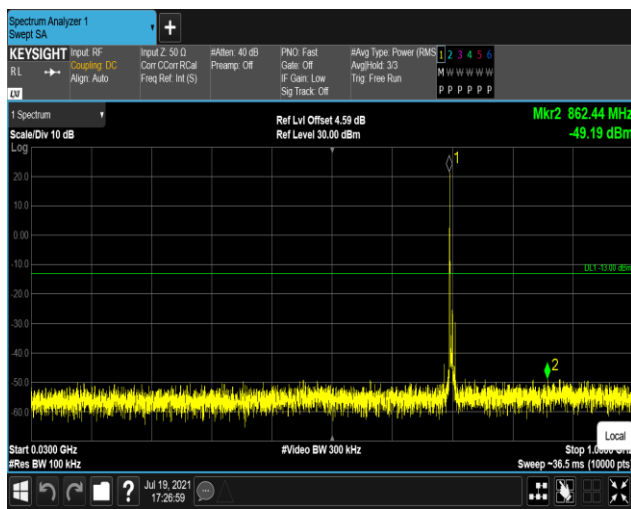 Spectrum Analyzer 1
Swept SA
+
KEYSIGHT Input: RF Input Z: 50 Ω #Atten: 40 dB PNO: Fast #Avg Type: Power (RMS 1 2 3 4 5 6
RL Coupling: DC Corr CCorr RCal Preamp: Off Gate: Off Avg|Hold: 3/3 M W W W W W
Align: Auto Freq Ref: Int (S) IF Gain: Low Trig: Free Run
LXI Sig Track: Off P P P P P P
1 Spectrum Ref Lvl Offset 4.59 dB Mkr2 862.44 MHz
Scale/Div 10 dB Ref Level 30.00 dBm -49.19 dBm
Log
1
20.0
10.0
0.00
-10.0
DL1 -13.00 dBm
-20.0
-30.0
-40.0
2
-50.0
-60.0
Local
Start 0.0300 GHz #Video BW 300 kHz Stop
#Res BW 100 kHz Sweep ~36.5 ms (10000 pts)
? Jul 19, 2021
17:26:59